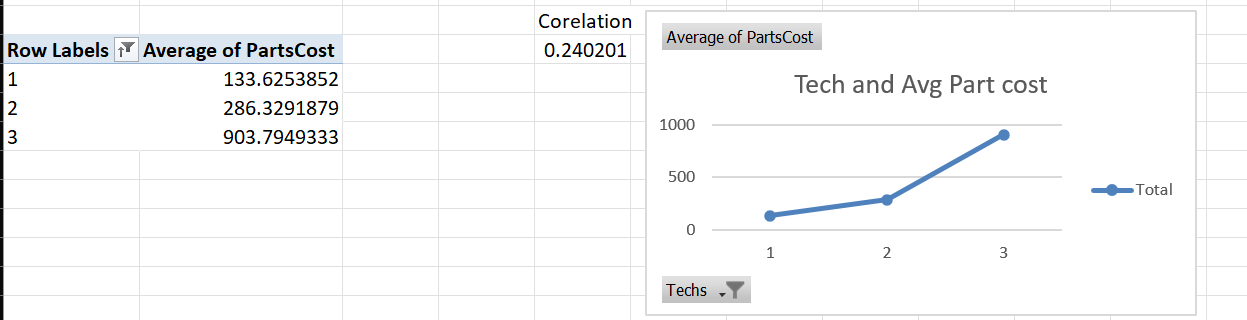 Corelation
Row Labels Average of PartsCost 0.240201
1 133.6253852
2 286.3291879
3 903.7949333
Average of PartsCost
Tech and Avg Part cost
1000
500
0
1 2 3
Total
Techs